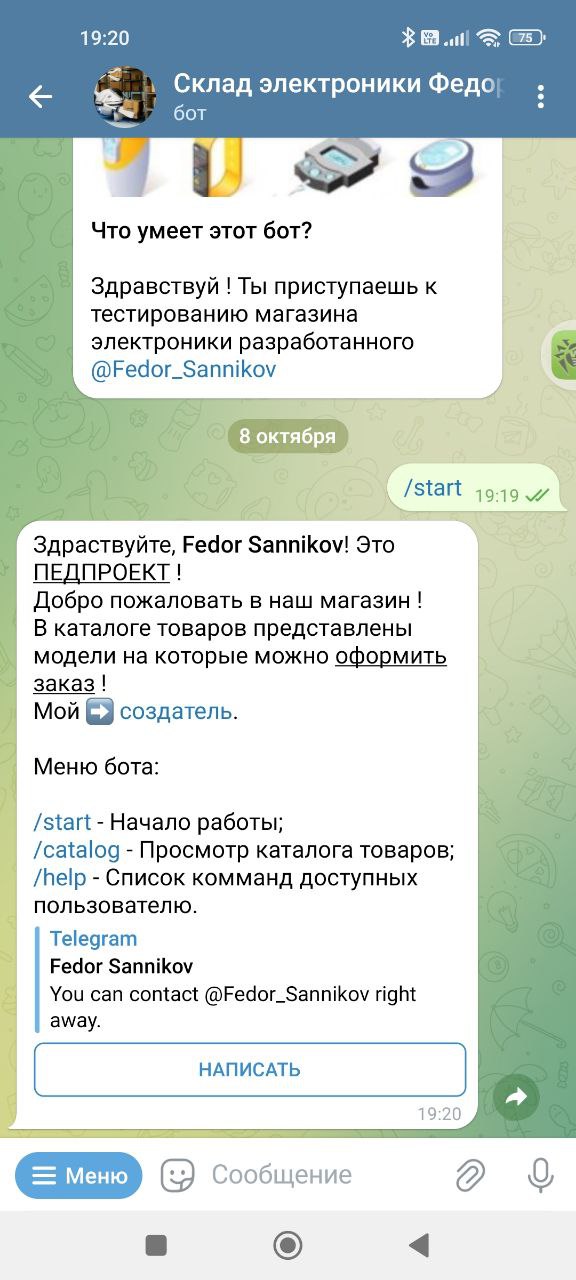 19:20
Vo LTE
75
Склад электроники Федо
бот
Что умеет этот бот?
Здравствуй ! Ты приступаешь к
тестированию магазина
электроники разработанного
@Fedor_Sannikov
8 октября
/start 19:19
Здраствуйте, Fedor Sannikov! Это
ПЕДПРОЕКТ !
Добро пожаловать в наш магазин !
В каталоге товаров представлены
модели на которые можно оформить
заказ !
Мой ➡️ создатель.
Меню бота:
/start - Начало работы;
/catalog - Просмотр каталога товаров;
/help - Список комманд доступных
пользователю.
Telegram
Fedor Sannikov
You can contact @Fedor_Sannikov right
away.
НАПИСАТЬ
19:20
Меню
Сообщение